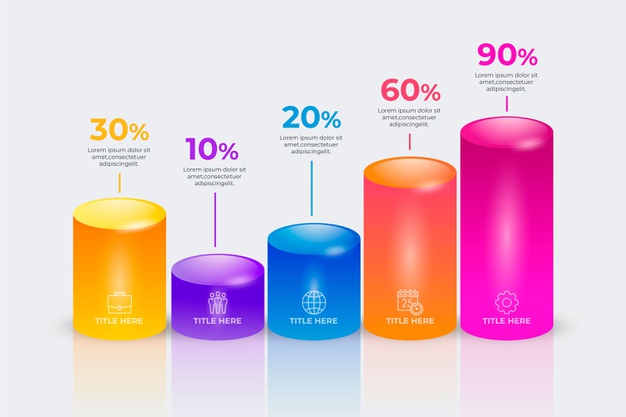 30%
Lorem ipsum dolor sit
amet,consectetuer
adipiscingelit.
TITLE HERE
10%
Lorem ipsum dolor sit
amet,consectetuer
adipiscingelit.
TITLE HERE
20%
Lorem ipsum dolor sit
amet,consectetuer
adipiscingelit.
TITLE HERE
60%
Lorem ipsum dolor sit
amet,consectetuer
adipiscingelit.
25
TITLE HERE
90%
Lorem ipsum dolor sit
amet,consectetuer
adipiscingelit.
TITLE HERE